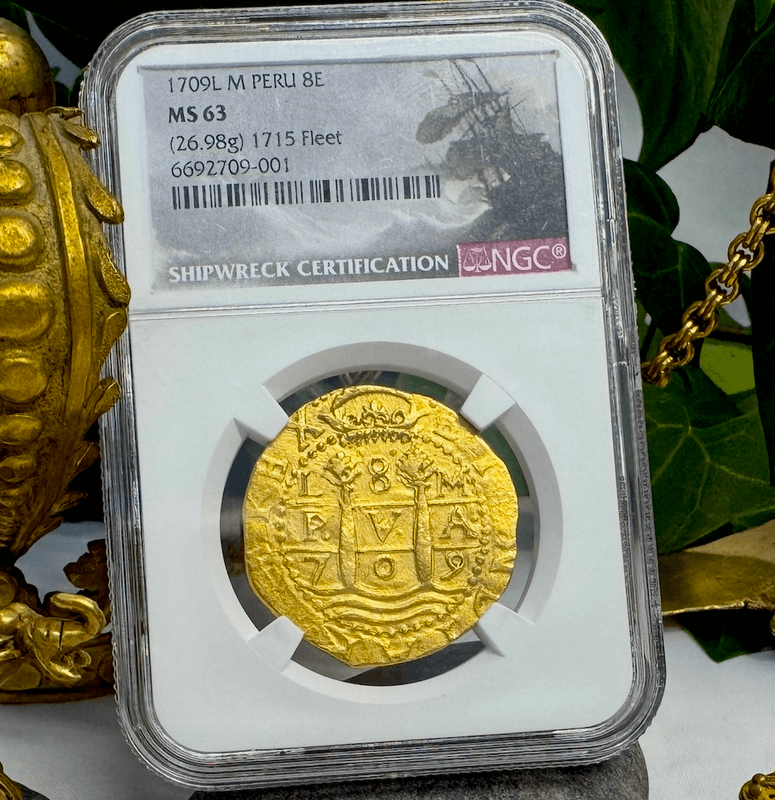 1709L M PERU 8E
MS 63
(26.98g) 1715 Fleet
6692709-001
SHIPWRECK CERTIFICATION NGC®
L 8 M
P V A
7 0 9